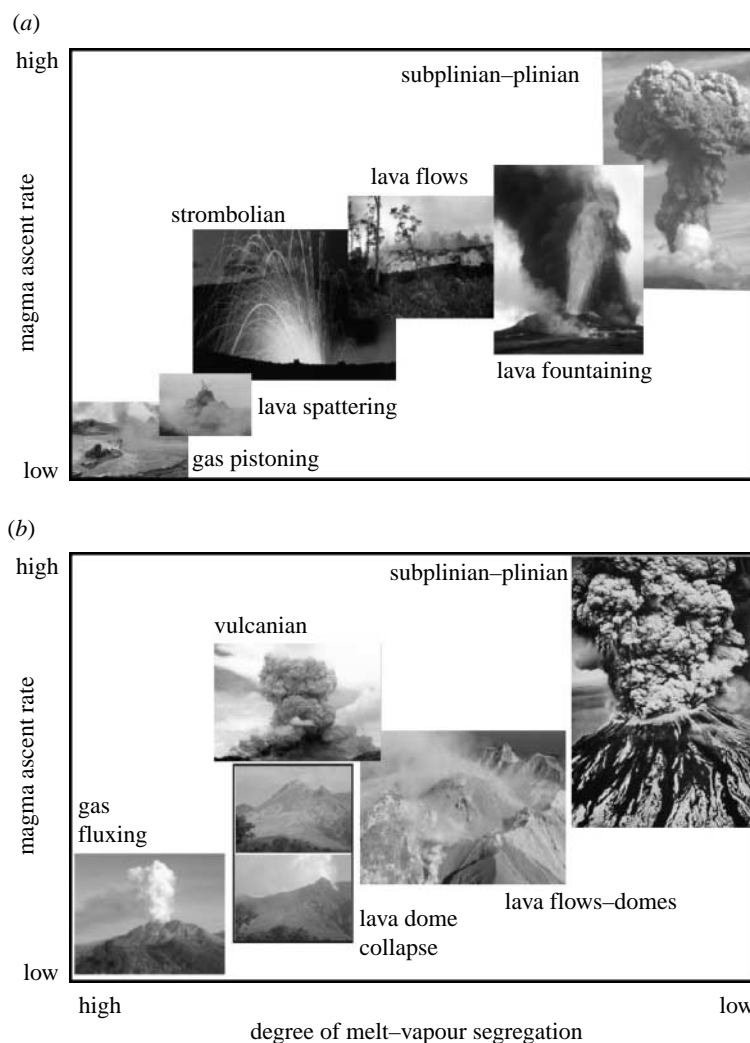 (a)
high
subplinian–plinian
lava flows
strombolian
magma ascent rate
lava fountaining
lava spattering
gas pistoning
low
(b)
high
subplinian–plinian
vulcanian
magma ascent rate
gas
fluxing
lava flows–domes
lava dome
collapse
low
high
low
degree of melt–vapour segregation